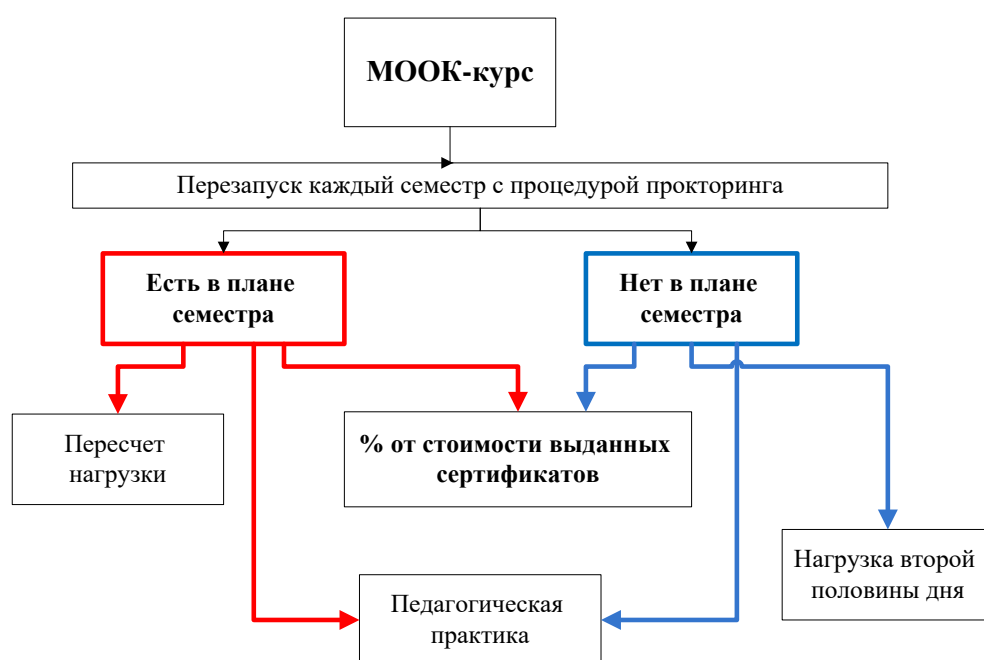 МООК-курс
Перезапуск каждый семестр с процедурой прокторинга
Есть в плане
семестра
Нет в плане
семестра
Пересчет
нагрузки
% от стоимости выданных
сертификатов
Нагрузка второй
половины дня
Педагогическая
практика